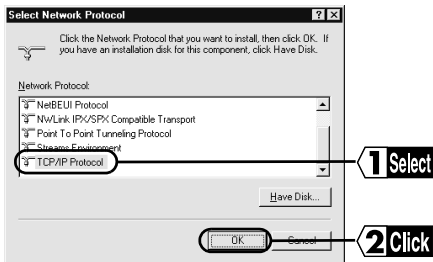 Select Network Protocol
Click the Network Protocol that you want to install, then click OK. If
you have an installation disk for this component, click Have Disk.
Network Protocol:
NetBEUI Protocol
NWLink IPX/SPX Compatible Transport
Point To Point Tunneling Protocol
Streams Environment
TCP/IP Protocol
1 Select
Have Disk...
OK
Cancel
2 Click